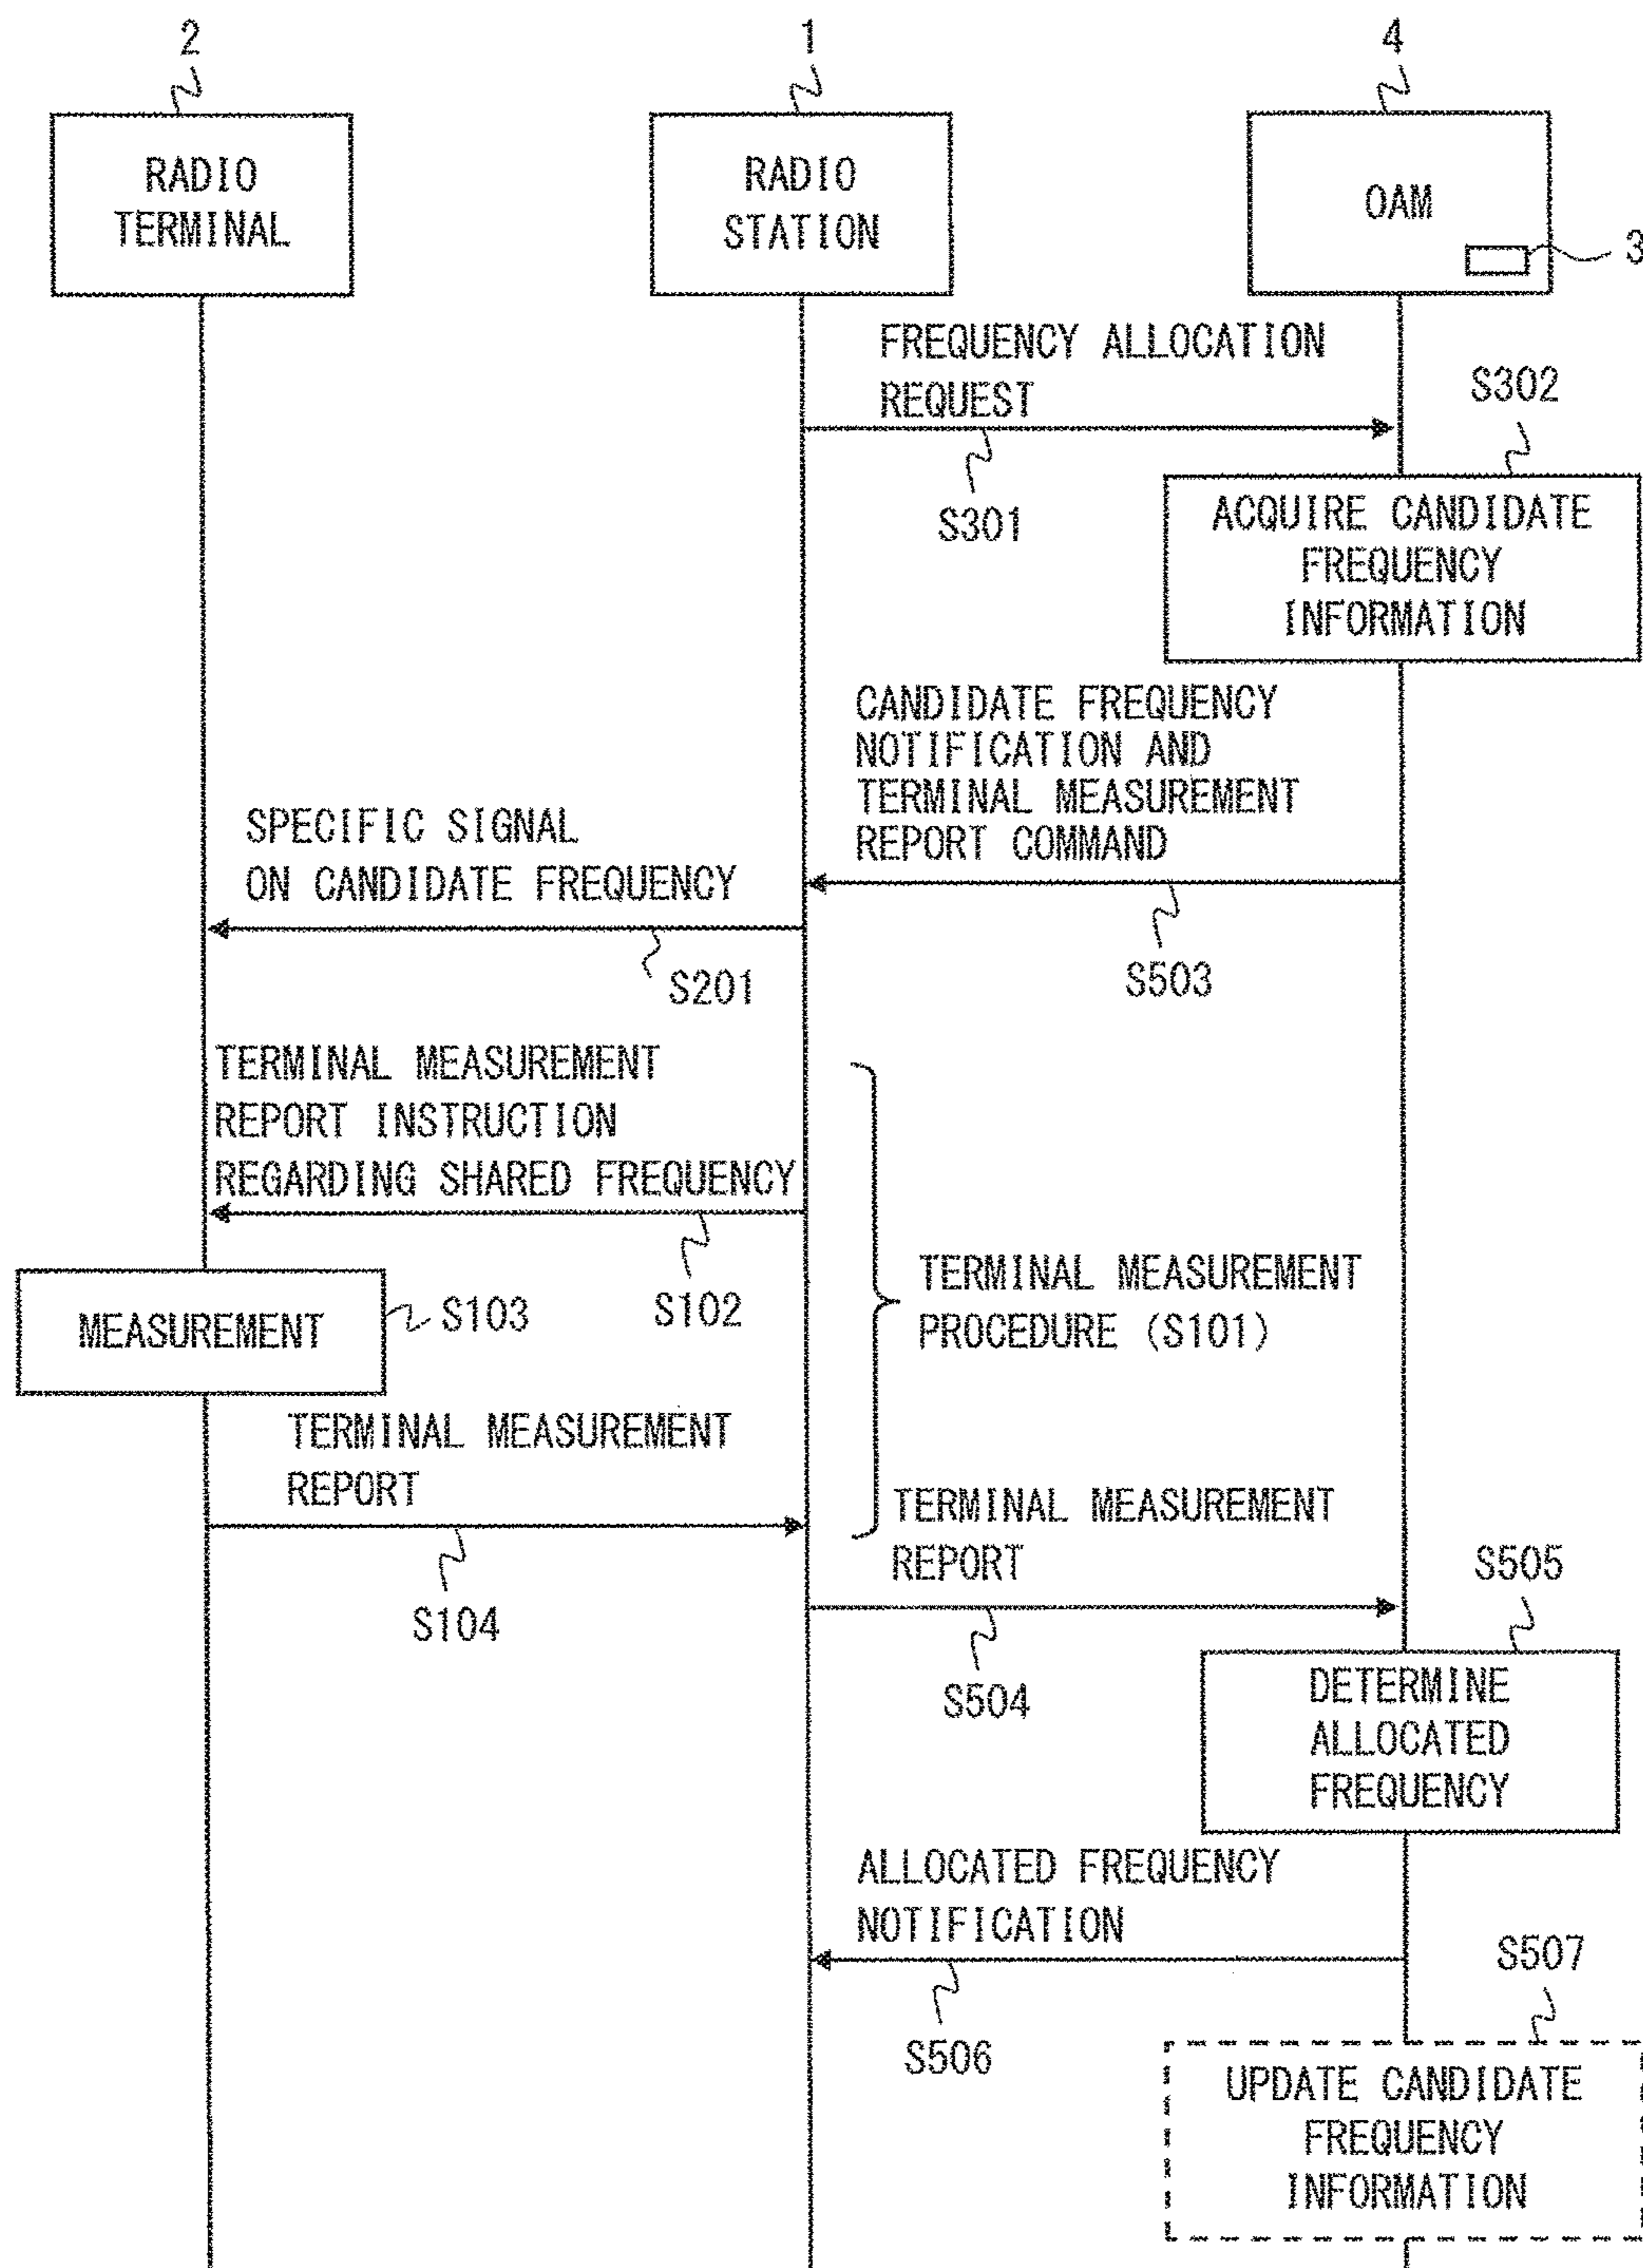 2
1
4
RADIO
TERMINAL
RADIO
STATION
OAM
3
FREQUENCY ALLOCATION
REQUEST
S301
S302
ACQUIRE CANDIDATE
FREQUENCY
INFORMATION
CANDIDATE FREQUENCY
NOTIFICATION AND
TERMINAL MEASUREMENT
REPORT COMMAND
S503
SPECIFIC SIGNAL
ON CANDIDATE FREQUENCY
S201
TERMINAL MEASUREMENT
REPORT INSTRUCTION
REGARDING SHARED FREQUENCY
S102
MEASUREMENT
S103
TERMINAL MEASUREMENT
PROCEDURE (S101)
TERMINAL MEASUREMENT
REPORT
S104
TERMINAL MEASUREMENT
REPORT
S504
S505
DETERMINE
ALLOCATED
FREQUENCY
ALLOCATED FREQUENCY
NOTIFICATION
S506
S507
UPDATE CANDIDATE
FREQUENCY
INFORMATION